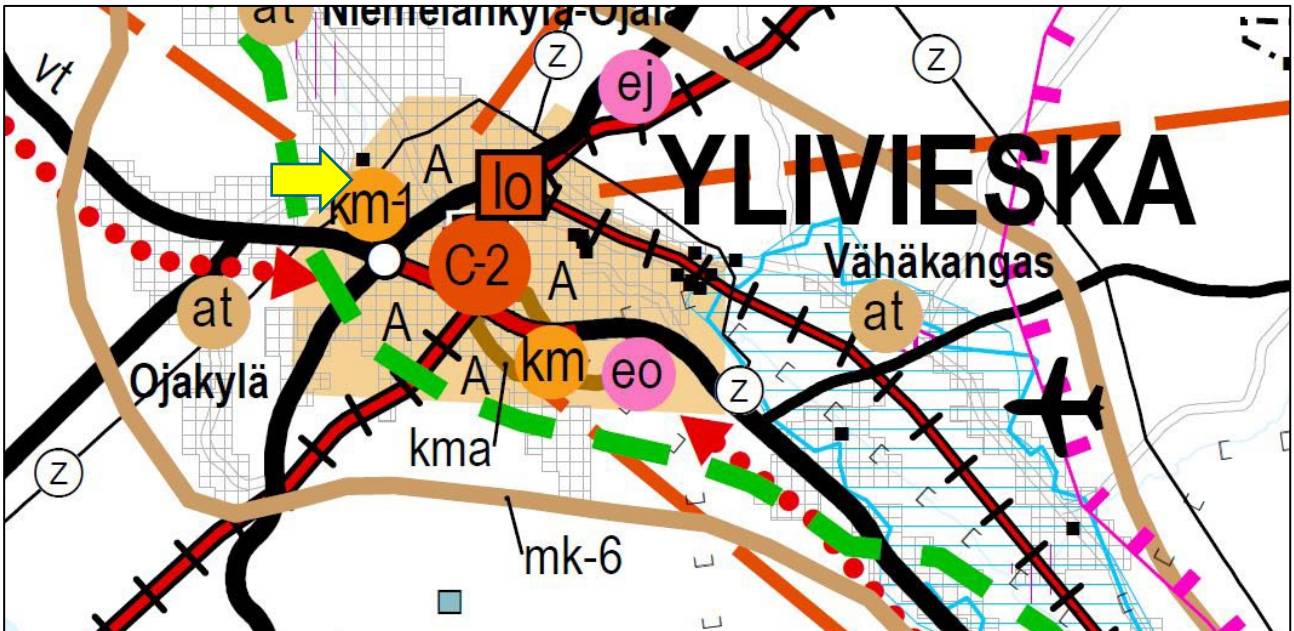 at Niemelänkylä-Ojala
vt
z
z
ej
YLIVIESKA
A
lo
km-1
C-2
Vähäkangas
A
at
at
A
km
eo
Ojakylä
A
z
kma
z
mk-6